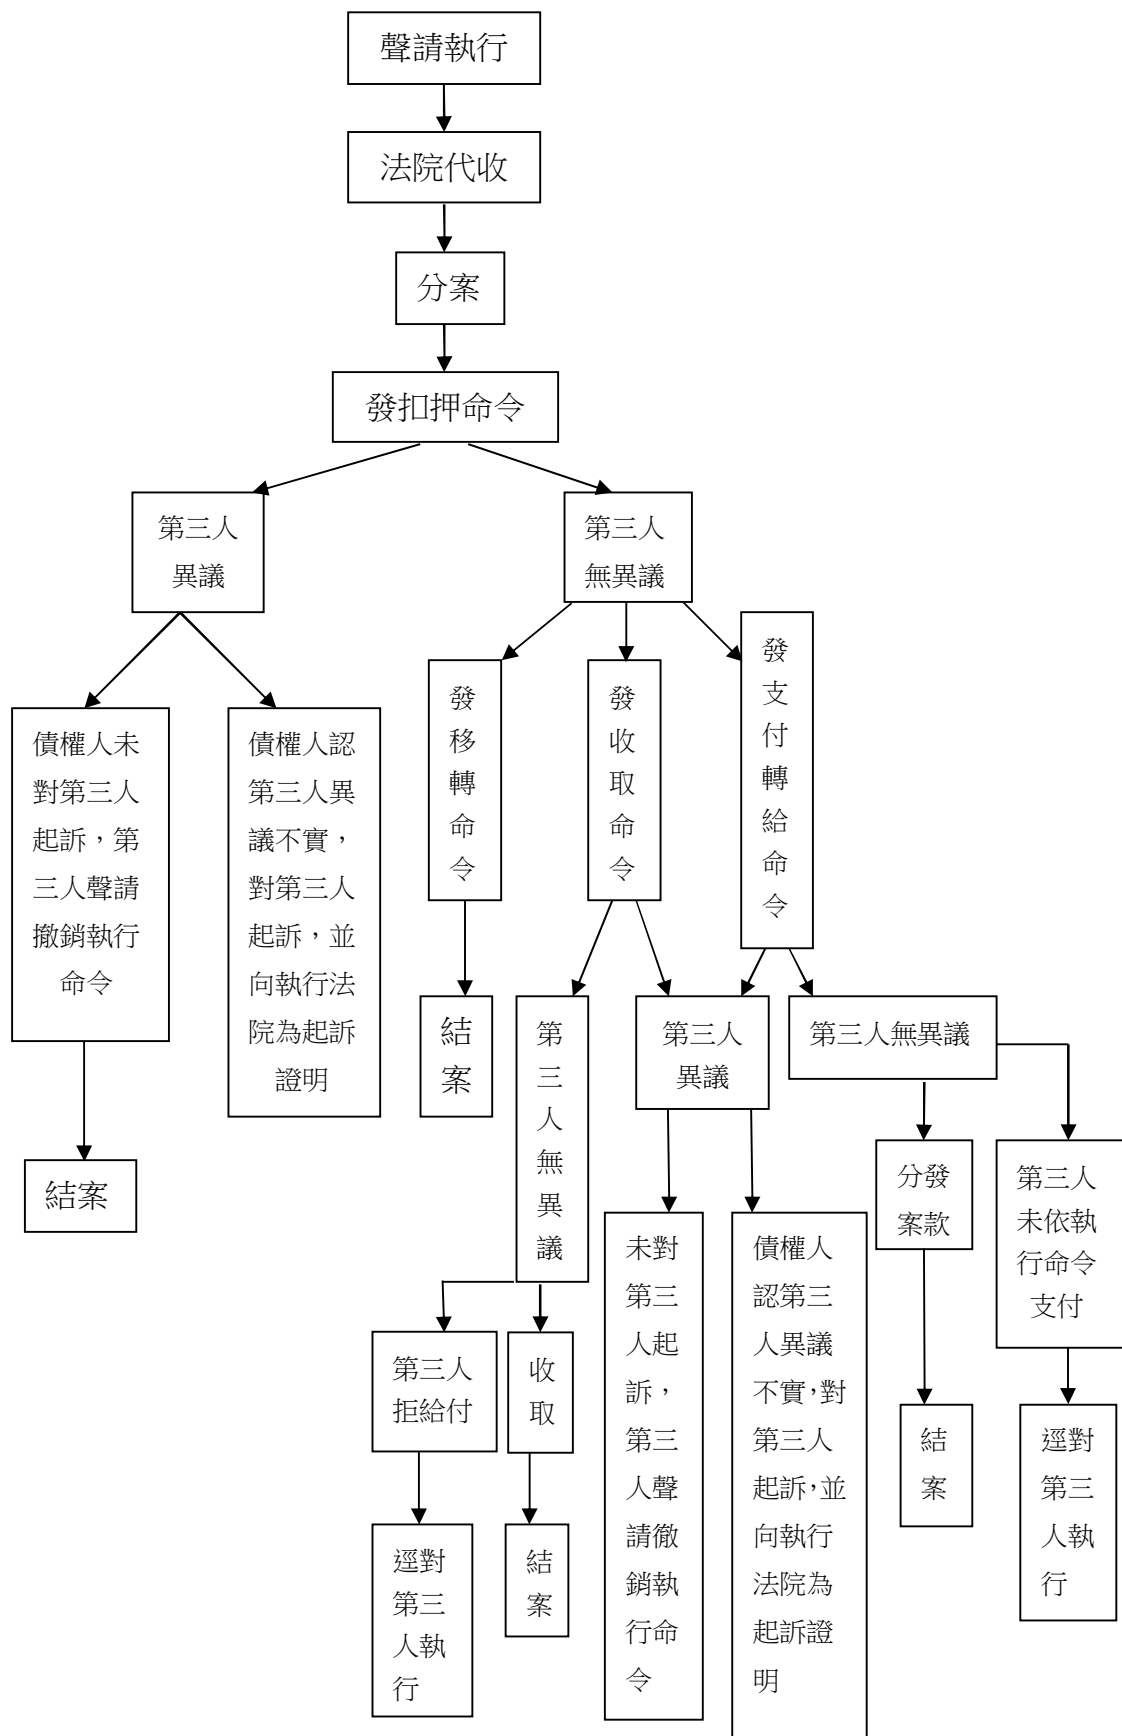 聲請執行
法院代收
分案
發扣押命令
第三人
異議
第三人
無異議
債權人未
對第三人
起訴，第
三人聲請
撤銷執行
命令
債權人認
第三人異
議不實，
對第三人
起訴，並
向執行法
院為起訴
證明
發移轉命令
發收取命令
發支付轉給命令
結案
結案
第三人無異議
第三人
異議
第三人無異議
第三人
拒給付
收取
未對
第三
人起
訴，
第三
人聲
請徹
銷執
行命
令
債權人
認第三
人異議
不實，對
第三人
起訴，並
向執行
法院為
起訴證
明
分發
案款
第三人
未依執
行命令
支付
逕對
第三
人執
行
結案
結案
逕對
第三
人執
行